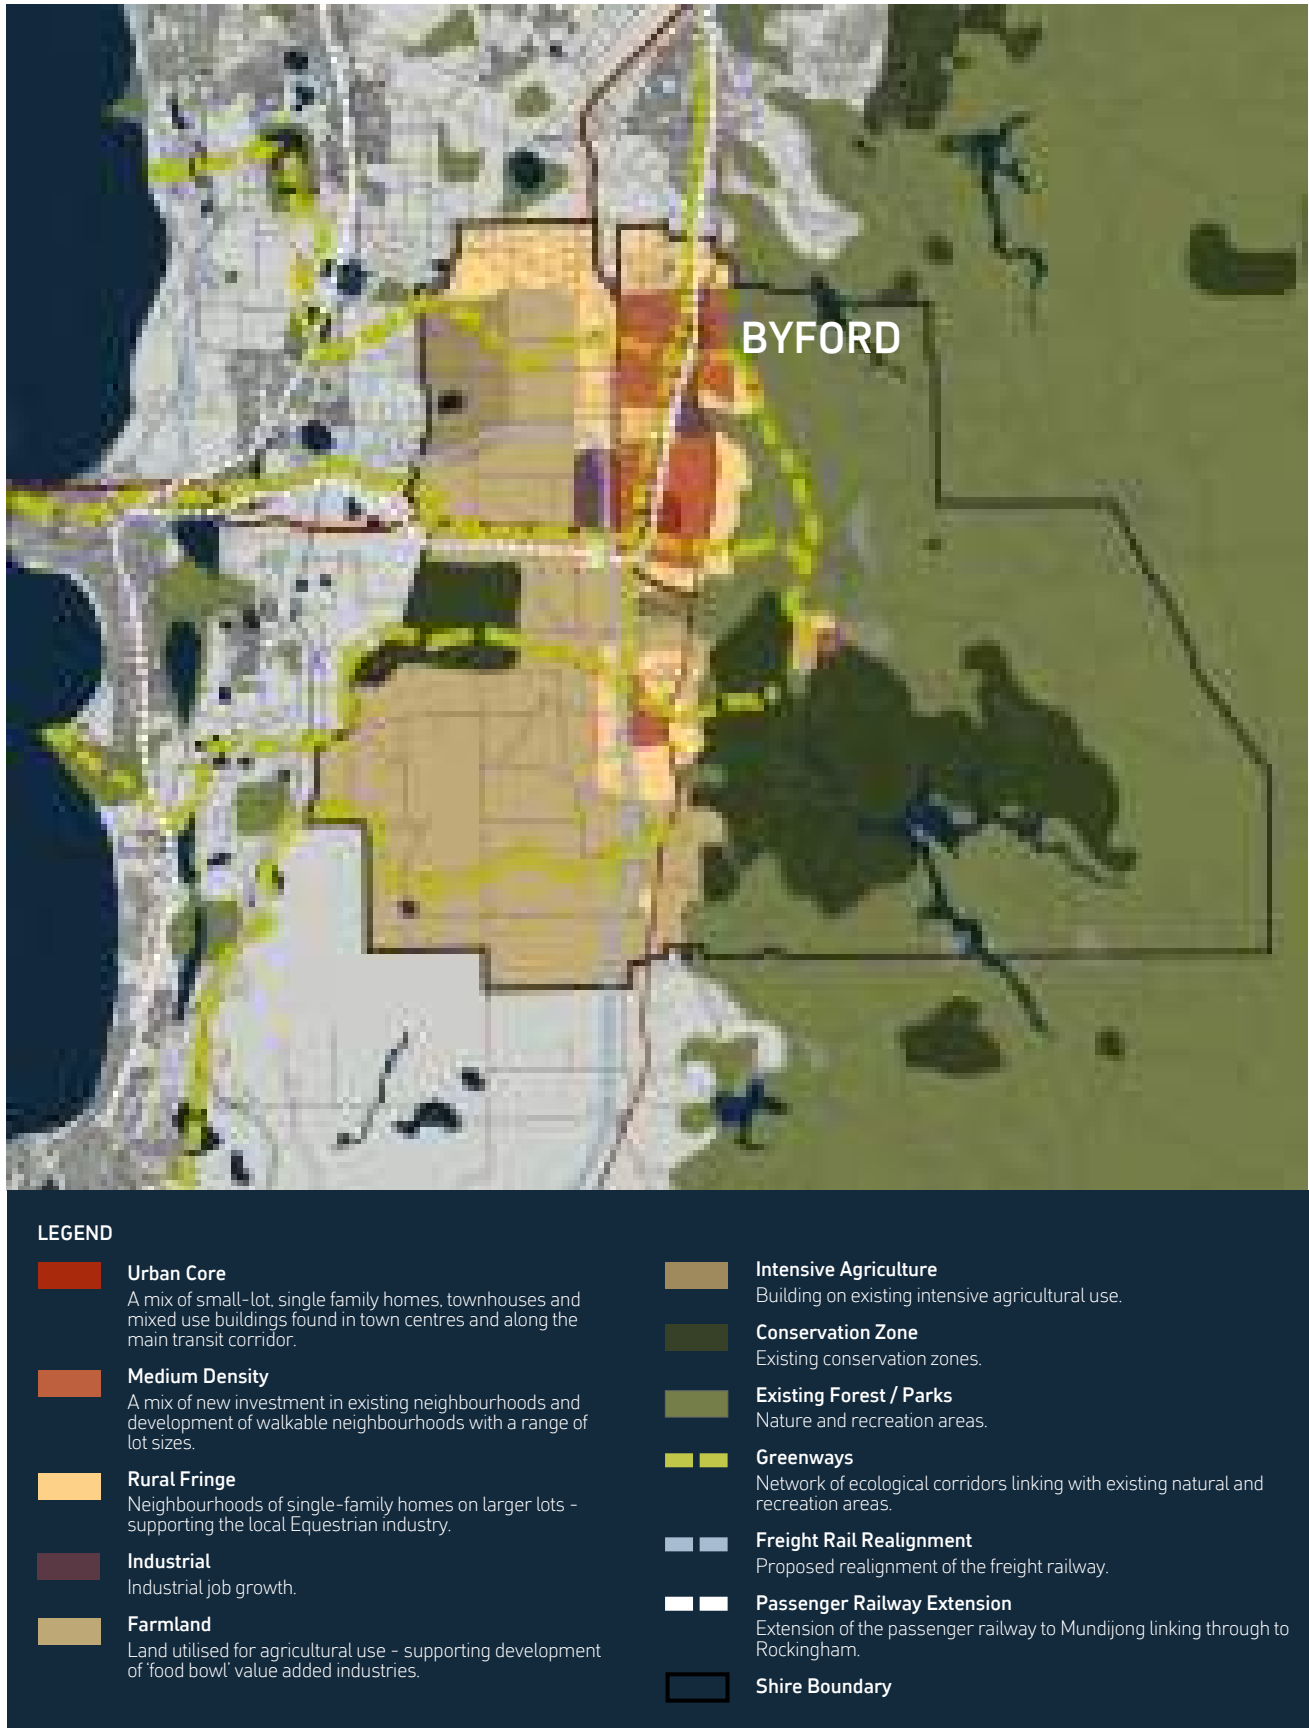 BYFORD
LEGEND
Urban Core
A mix of small-lot, single family homes, townhouses and
mixed use buildings found in town centres and along the
main transit corridor.
Medium Density
A mix of new investment in existing neighbourhoods and
development of walkable neighbourhoods with a range of
lot sizes.
Rural Fringe
Neighbourhoods of single-family homes on larger lots -
supporting the local Equestrian industry.
Industrial
Industrial job growth.
Farmland
Land utilised for agricultural use - supporting development
of ‘food bowl’ value added industries.
Intensive Agriculture
Building on existing intensive agricultural use.
Conservation Zone
Existing conservation zones.
Existing Forest / Parks
Nature and recreation areas.
Greenways
Network of ecological corridors linking with existing natural and
recreation areas.
Freight Rail Realignment
Proposed realignment of the freight railway.
Passenger Railway Extension
Extension of the passenger railway to Mundijong linking through to
Rockingham.
Shire Boundary